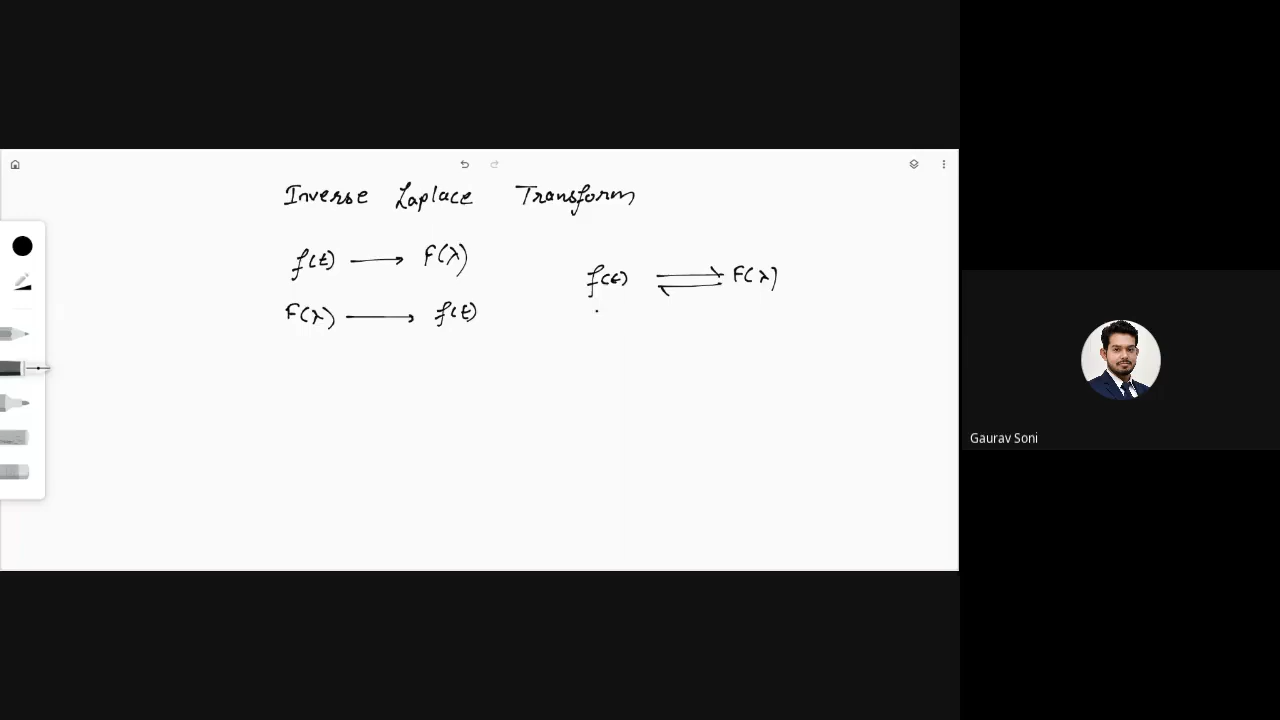 Inverse Laplace Transform
f(t) ⟶ F(λ)
F(λ) ⟶ f(t)
f(t) ⇌ F(λ)
Gaurav Soni